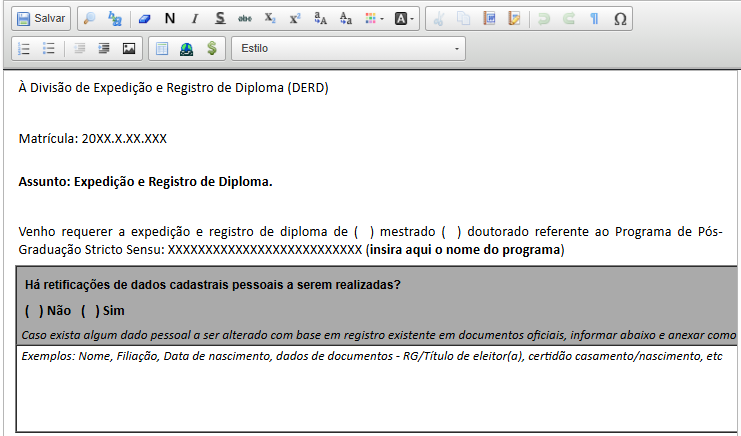 Salvar
Estilo
À Divisão de Expedição e Registro de Diploma (DERD)
Matrícula: 20XX.X.XX.XXX
Assunto: Expedição e Registro de Diploma.
Venho requerer a expedição e registro de diploma de ( ) mestrado ( ) doutorado referente ao Programa de Pós-
Graduação Stricto Sensu: XXXXXXXXXXXXXXXXXXXXXXXXXX (insira aqui o nome do programa)
Há retificações de dados cadastrais pessoais a serem realizadas?
( ) Não ( ) Sim
Caso exista algum dado pessoal a ser alterado com base em registro existente em documentos oficiais, informar abaixo e anexar como
Exemplos: Nome, Filiação, Data de nascimento, dados de documentos - RG/Título de eleitor(a), certidão casamento/nascimento, etc